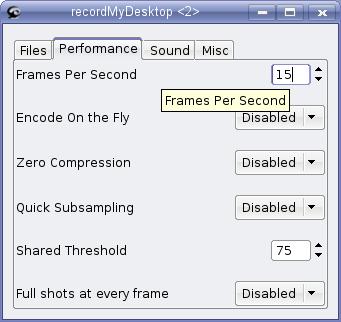 recordMyDesktop <2>
Files Performance Sound Misc
Frames Per Second 15
Frames Per Second
Encode On the Fly Disabled
Zero Compression Disabled
Quick Subsampling Disabled
Shared Threshold 75
Full shots at every frame Disabled